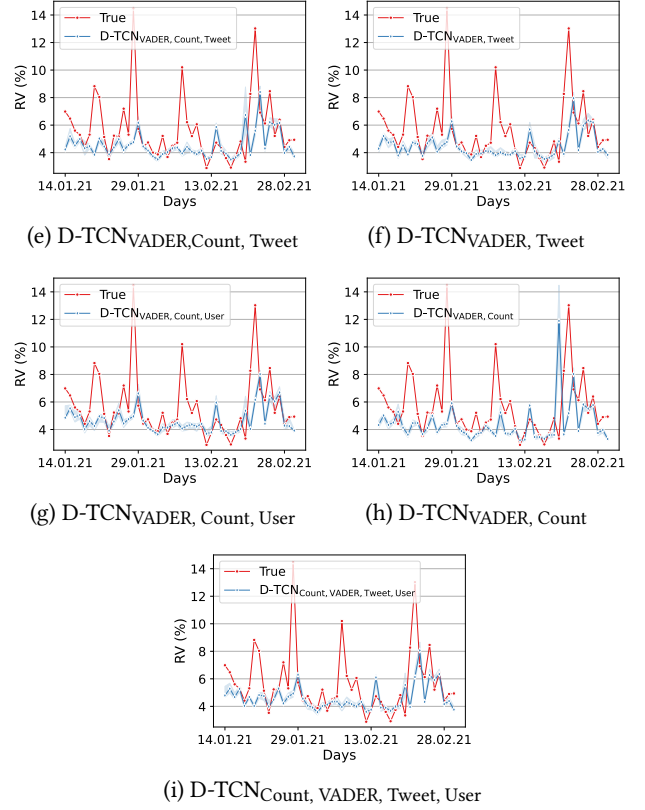 14
12
10
8
6
4
RV (%)
True
D-TCN VADER, Count, Tweet
14.01.21 29.01.21 13.02.21 28.02.21
Days
(e) D-TCN VADER,Count, Tweet
14
12
10
8
6
4
RV (%)
True
D-TCN VADER, Tweet
14.01.21 29.01.21 13.02.21 28.02.21
Days
(f) D-TCN VADER, Tweet
14
12
10
8
6
4
RV (%)
True
D-TCN VADER, Count, User
14.01.21 29.01.21 13.02.21 28.02.21
Days
(g) D-TCN VADER, Count, User
14
12
10
8
6
4
RV (%)
True
D-TCN VADER, Count
14.01.21 29.01.21 13.02.21 28.02.21
Days
(h) D-TCN VADER, Count
14
12
10
8
6
4
RV (%)
True
D-TCN Count, VADER, Tweet, User
14.01.21 29.01.21 13.02.21 28.02.21
Days
(i) D-TCN Count, VADER, Tweet, User